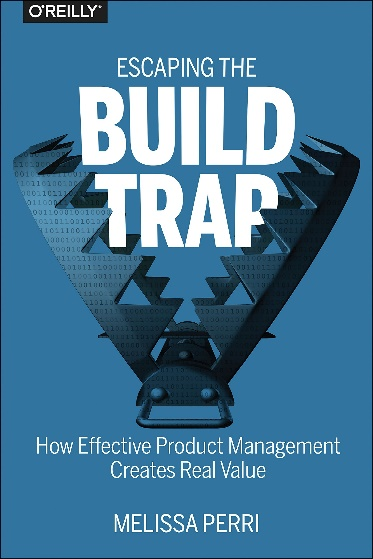 O'REILLY®
ESCAPING THE
BUILD
TRAP
How Effective Product Management
Creates Real Value
MELISSA PERRI